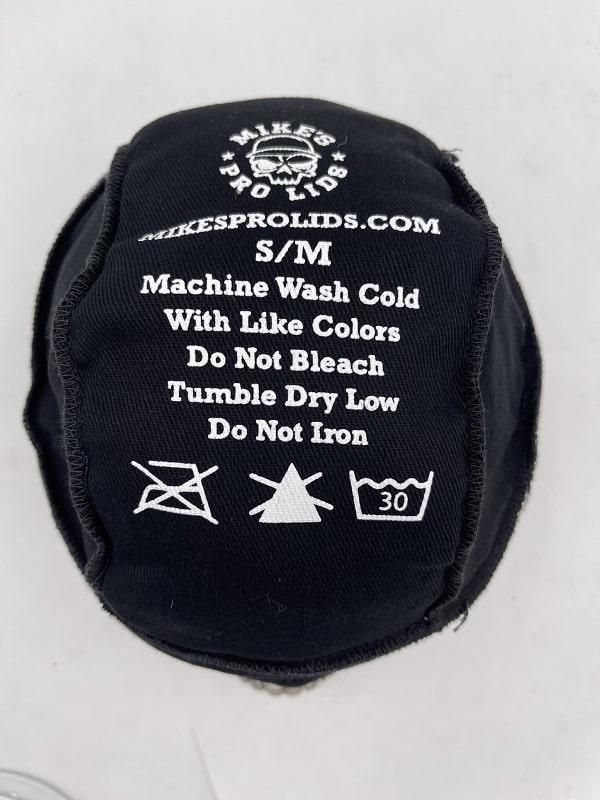 MIKE'S
PRO LIDS
MIKESPROLIDS.COM
S/M
Machine Wash Cold
With Like Colors
Do Not Bleach
Tumble Dry Low
Do Not Iron
30